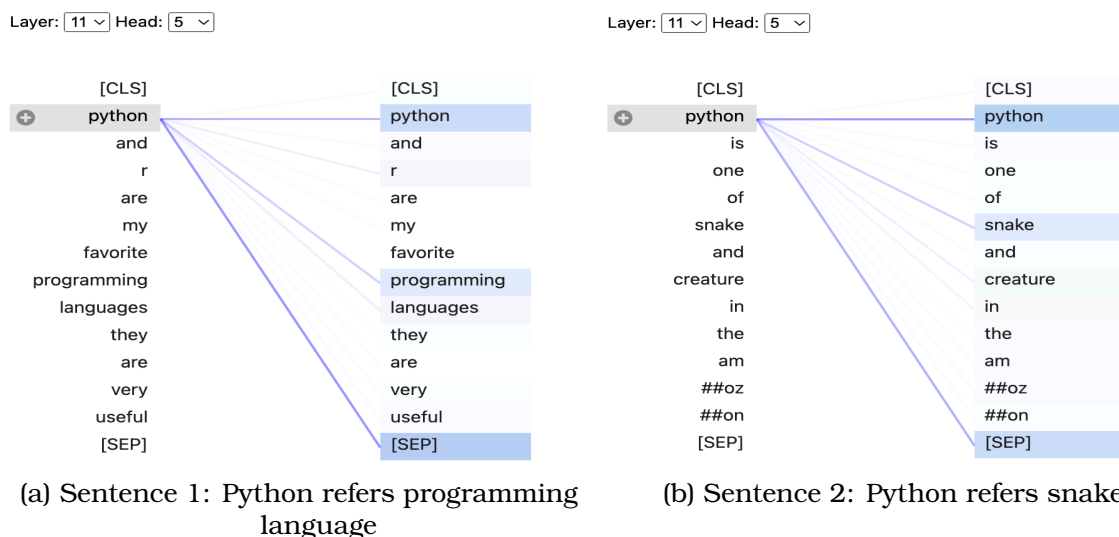 Layer: 11 Head: 5
[CLS] [CLS]
python python
and and
r r
are are
my my
favorite favorite
programming programming
languages languages
they they
are are
very very
useful useful
[SEP] [SEP]
(a) Sentence 1: Python refers programming
language
Layer: 11 Head: 5
[CLS] [CLS]
python python
is is
one one
of of
snake snake
and and
creature creature
in in
the the
am am
##oz ##oz
##on ##on
[SEP] [SEP]
(b) Sentence 2: Python refers snake